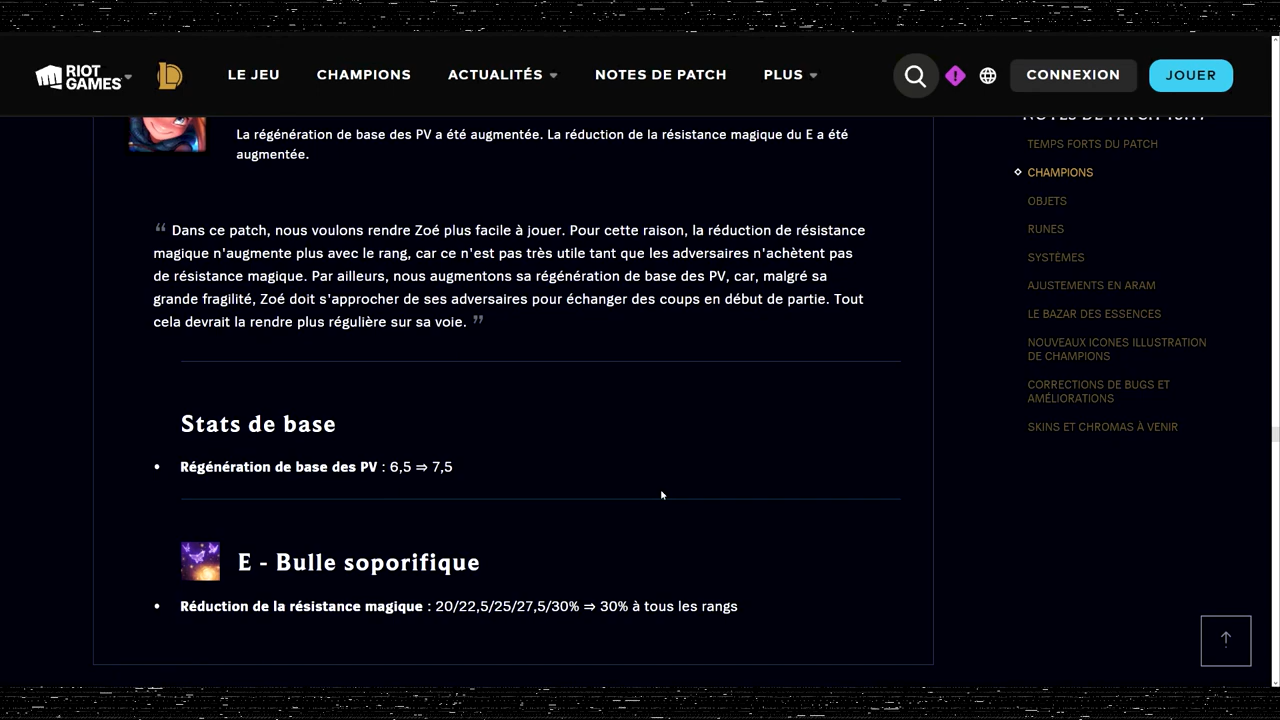 RIOT GAMES
LE JEU
CHAMPIONS
ACTUALITÉS
NOTES DE PATCH
PLUS
CONNEXION
JOUER
La régénération de base des PV a été augmentée. La réduction de la résistance magique du E a été
augmentée.
“ Dans ce patch, nous voulons rendre Zoé plus facile à jouer. Pour cette raison, la réduction de résistance
magique n'augmente plus avec le rang, car ce n'est pas très utile tant que les adversaires n'achètent pas
de résistance magique. Par ailleurs, nous augmentons sa régénération de base des PV, car, malgré sa
grande fragilité, Zoé doit s'approcher de ses adversaires pour échanger des coups en début de partie. Tout
cela devrait la rendre plus régulière sur sa voie. ”
Stats de base
• Régénération de base des PV : 6,5 ⇒ 7,5
E - Bulle soporifique
• Réduction de la résistance magique : 20/22,5/25/27,5/30% ⇒ 30% à tous les rangs
NOTES DE PATCH
TEMPS FORTS DU PATCH
CHAMPIONS
OBJETS
RUNES
SYSTÈMES
AJUSTEMENTS EN ARAM
LE BAZAR DES ESSENCES
NOUVEAUX ICONES ILLUSTRATION
DE CHAMPIONS
CORRECTIONS DE BUGS ET
AMÉLIORATIONS
SKINS ET CHROMAS À VENIR